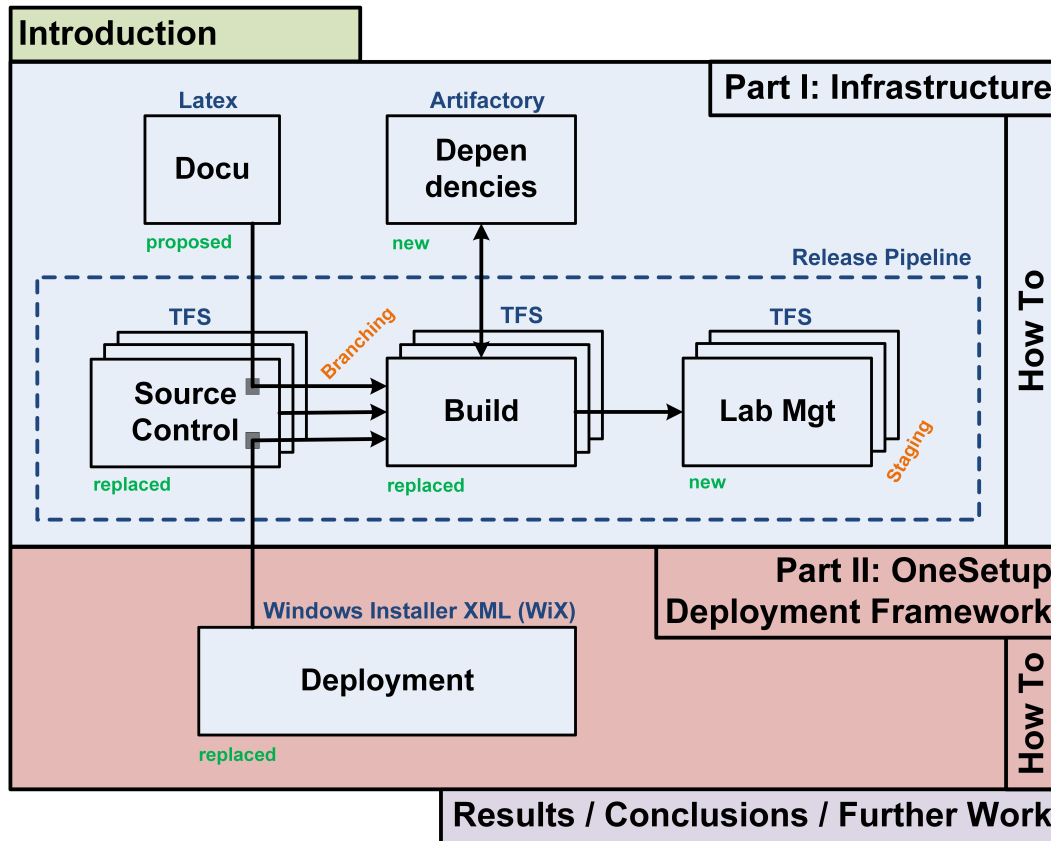 Introduction
Part I: Infrastructure
Latex
Artifactory
Docu
Depen
dencies
proposed
new
How To
Release Pipeline
TFS
TFS
TFS
Branching
Source
Control
Build
Lab Mgt
Staging
replaced
replaced
new
Part II: OneSetup
Deployment Framework
How To
Windows Installer XML (WiX)
Deployment
replaced
Results / Conclusions / Further Work